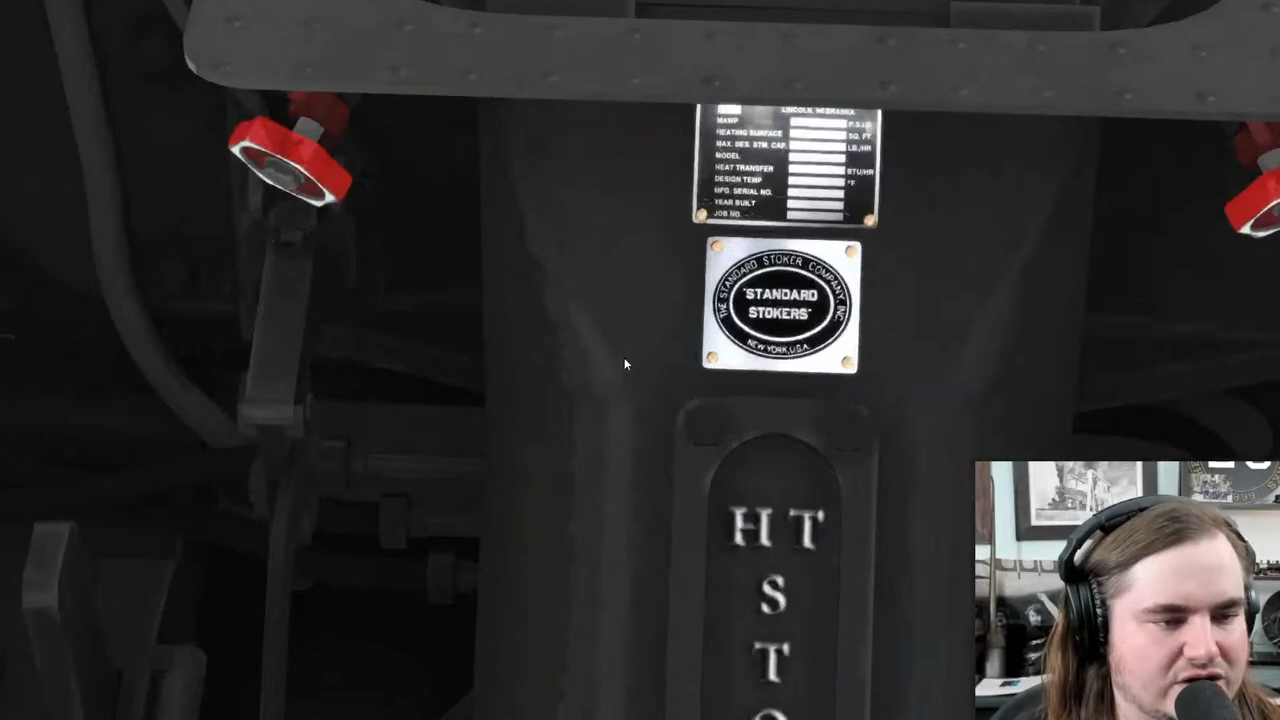 LINCOLN, NEBRASKA
MAWP P.S.I.G
HEATING SURFACE SQ. FT
MAX. DES. STM. CAP. LB./HR
MODEL
HEAT TRANSFER BTU/HR
DESIGN TEMP °F
MFG. SERIAL NO.
YEAR BUILT
JOB NO.
THE STANDARD STOKER COMPANY, INC.
"STANDARD
STOKERS"
NEW YORK, U.S.A.
H T
S
T